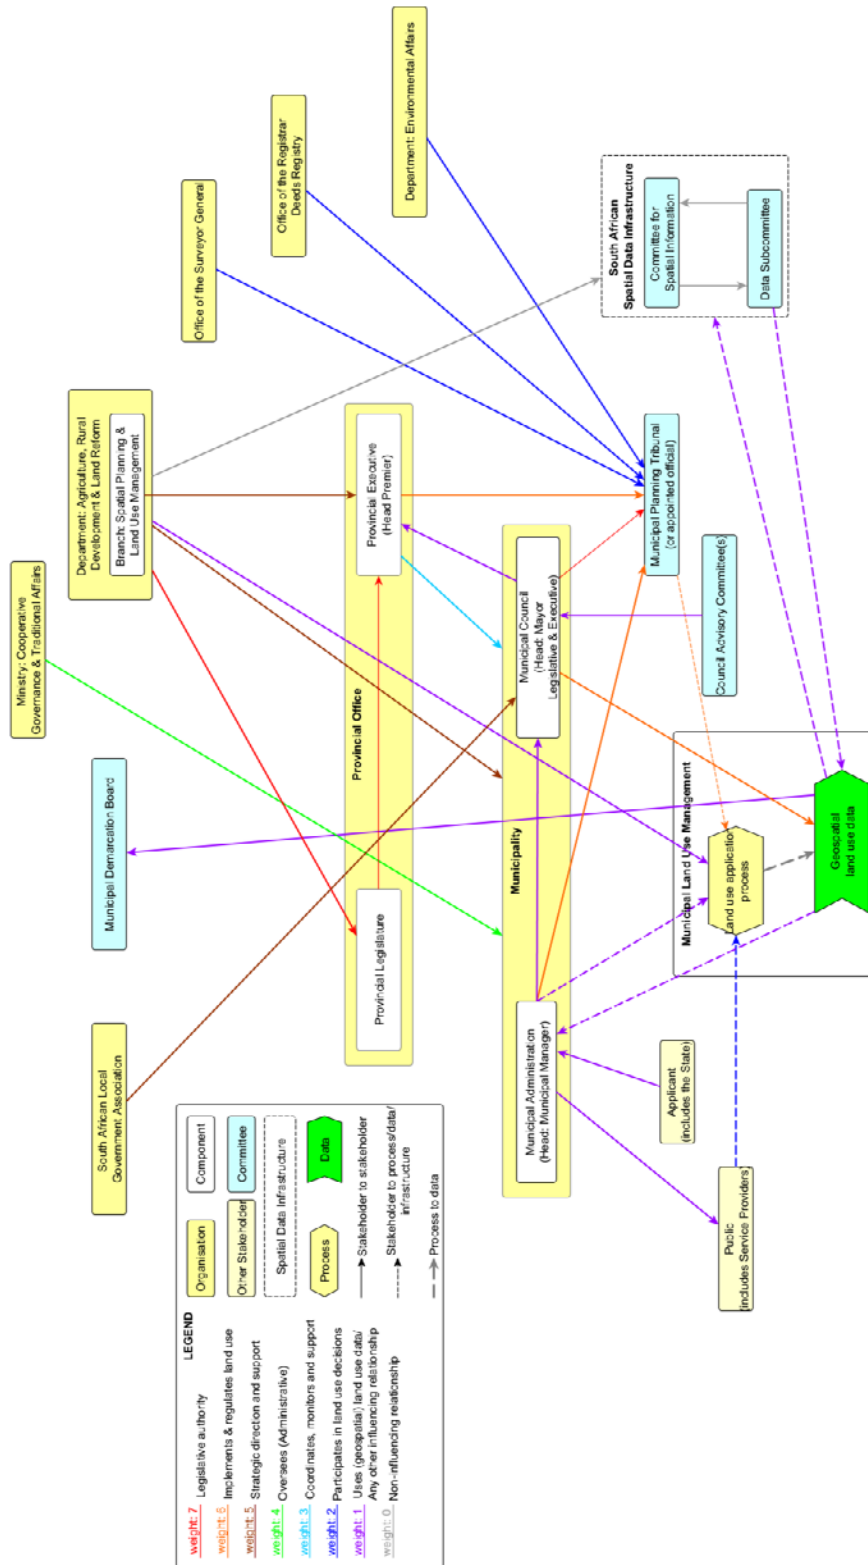 LEGEND
weight: 7 Legislative authority
weight: 6 Implements & regulates land use
weight: 5 Strategic direction and support
weight: 4 Oversees (Administrative)
weight: 3 Coordinates, monitors and support
weight: 2 Participates in land use decisions
weight: 1 Uses (geospatial) land use data/
Any other influencing relationship
weight: 0 Non-influencing relationship
Organisation
Component
Other Stakeholder
Committee
Spatial Data Infrastructure
Process
Data
Stakeholder to stakeholder
Stakeholder to process/data/
infrastructure
Process to data
South African Local
Government Association
Municipal Demarcation Board
Ministry: Cooperative
Governance & Traditional Affairs
Department: Agriculture, Rural
Development & Land Reform
Branch: Spatial Planning &
Land Use Management
Office of the Surveyor General
Office of the Registrar
Deeds Registry
Department: Environmental Affairs
Provincial Office
Provincial Legislature
Provincial Executive
(Head Premier)
Municipality
Municipal Administration
(Head: Municipal Manager)
Municipal Council
(Head: Mayor
Legislative & Executive)
Municipal Planning Tribunal
(or appointed official)
South African
Spatial Data Infrastructure
Committee for
Spatial Information
Data Subcommittee
Council Advisory Committee(s)
Municipal Land Use Management
Land use application
process
Geospatial
land use data
Applicant
(includes the State)
Public
(includes Service Providers)